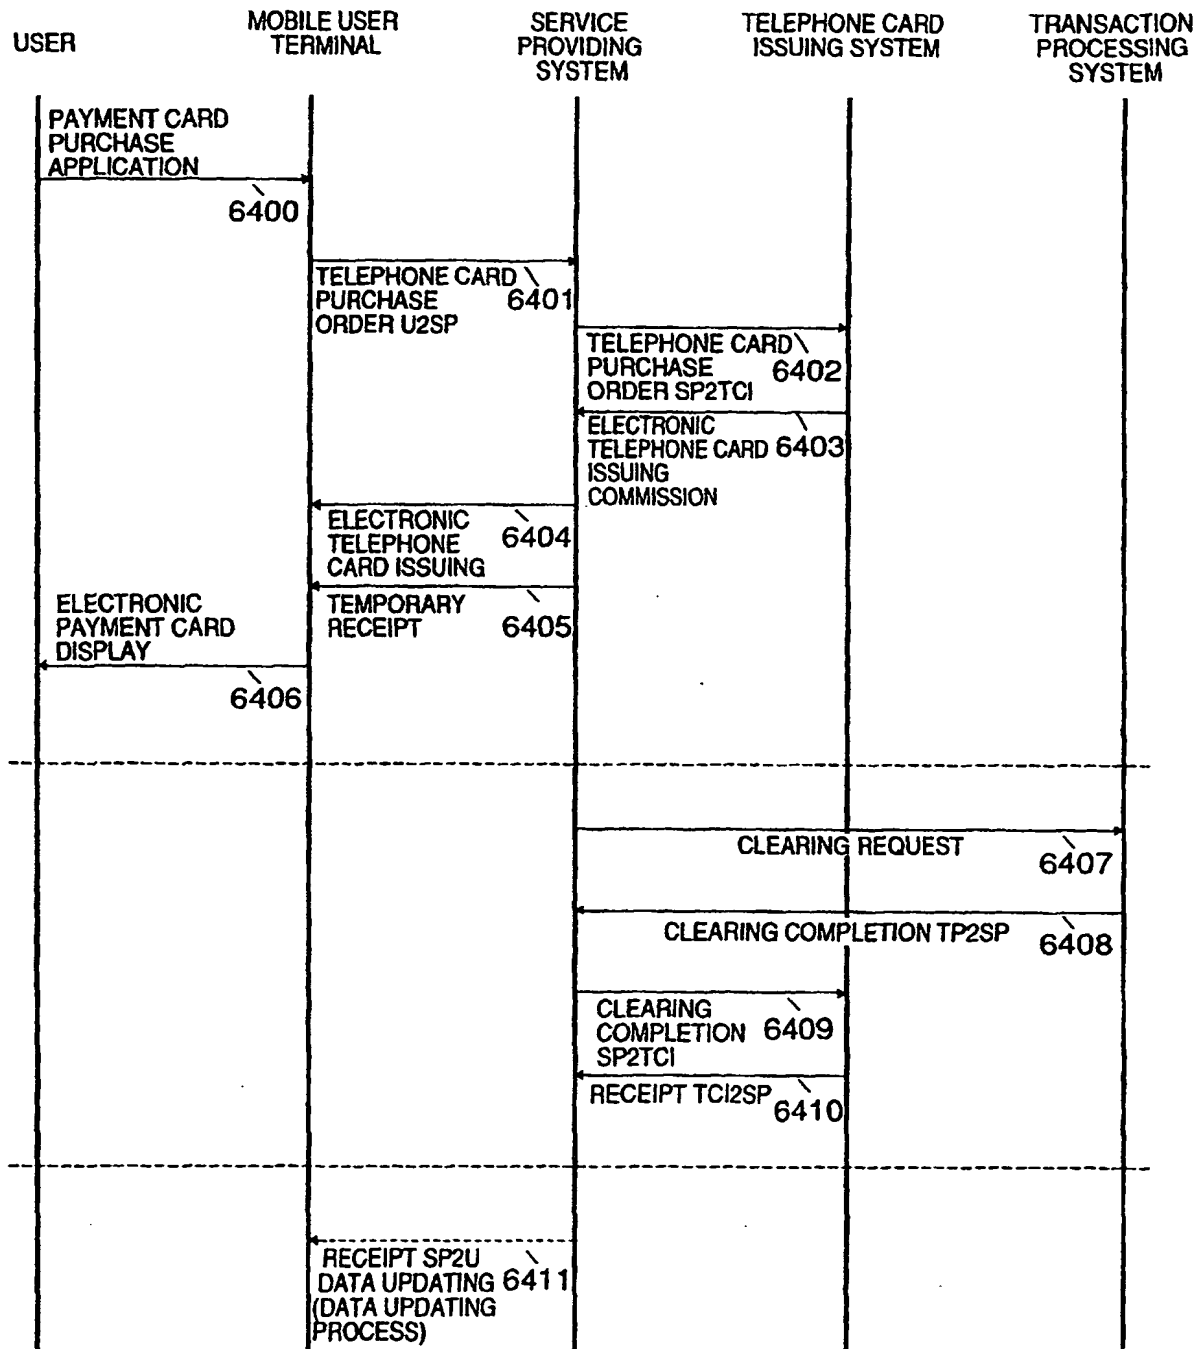 USER
MOBILE USER
TERMINAL
SERVICE
PROVIDING
SYSTEM
TELEPHONE CARD
ISSUING SYSTEM
TRANSACTION
PROCESSING
SYSTEM
PAYMENT CARD
PURCHASE
APPLICATION
6400
TELEPHONE CARD
PURCHASE
ORDER U2SP
6401
TELEPHONE CARD
PURCHASE
ORDER SP2TCI
6402
ELECTRONIC
TELEPHONE CARD
ISSUING
COMMISSION
6403
ELECTRONIC
TELEPHONE
CARD ISSUING
6404
TEMPORARY
RECEIPT
6405
ELECTRONIC
PAYMENT CARD
DISPLAY
6406
CLEARING REQUEST
6407
CLEARING COMPLETION TP2SP
6408
CLEARING
COMPLETION
SP2TCI
6409
RECEIPT TCI2SP
6410
RECEIPT SP2U
DATA UPDATING
(DATA UPDATING
PROCESS)
6411